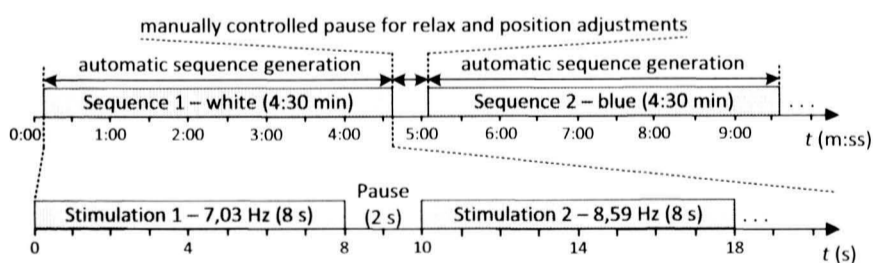 manually controlled pause for relax and position adjustments
automatic sequence generation automatic sequence generation
Sequence 1 – white (4:30 min) Sequence 2 – blue (4:30 min) ...
0:00 1:00 2:00 3:00 4:00 5:00 6:00 7:00 8:00 9:00 t (m:ss)
Pause
Stimulation 1 – 7,03 Hz (8 s) (2 s) Stimulation 2 – 8,59 Hz (8 s) ...
0 4 8 10 14 18 t (s)